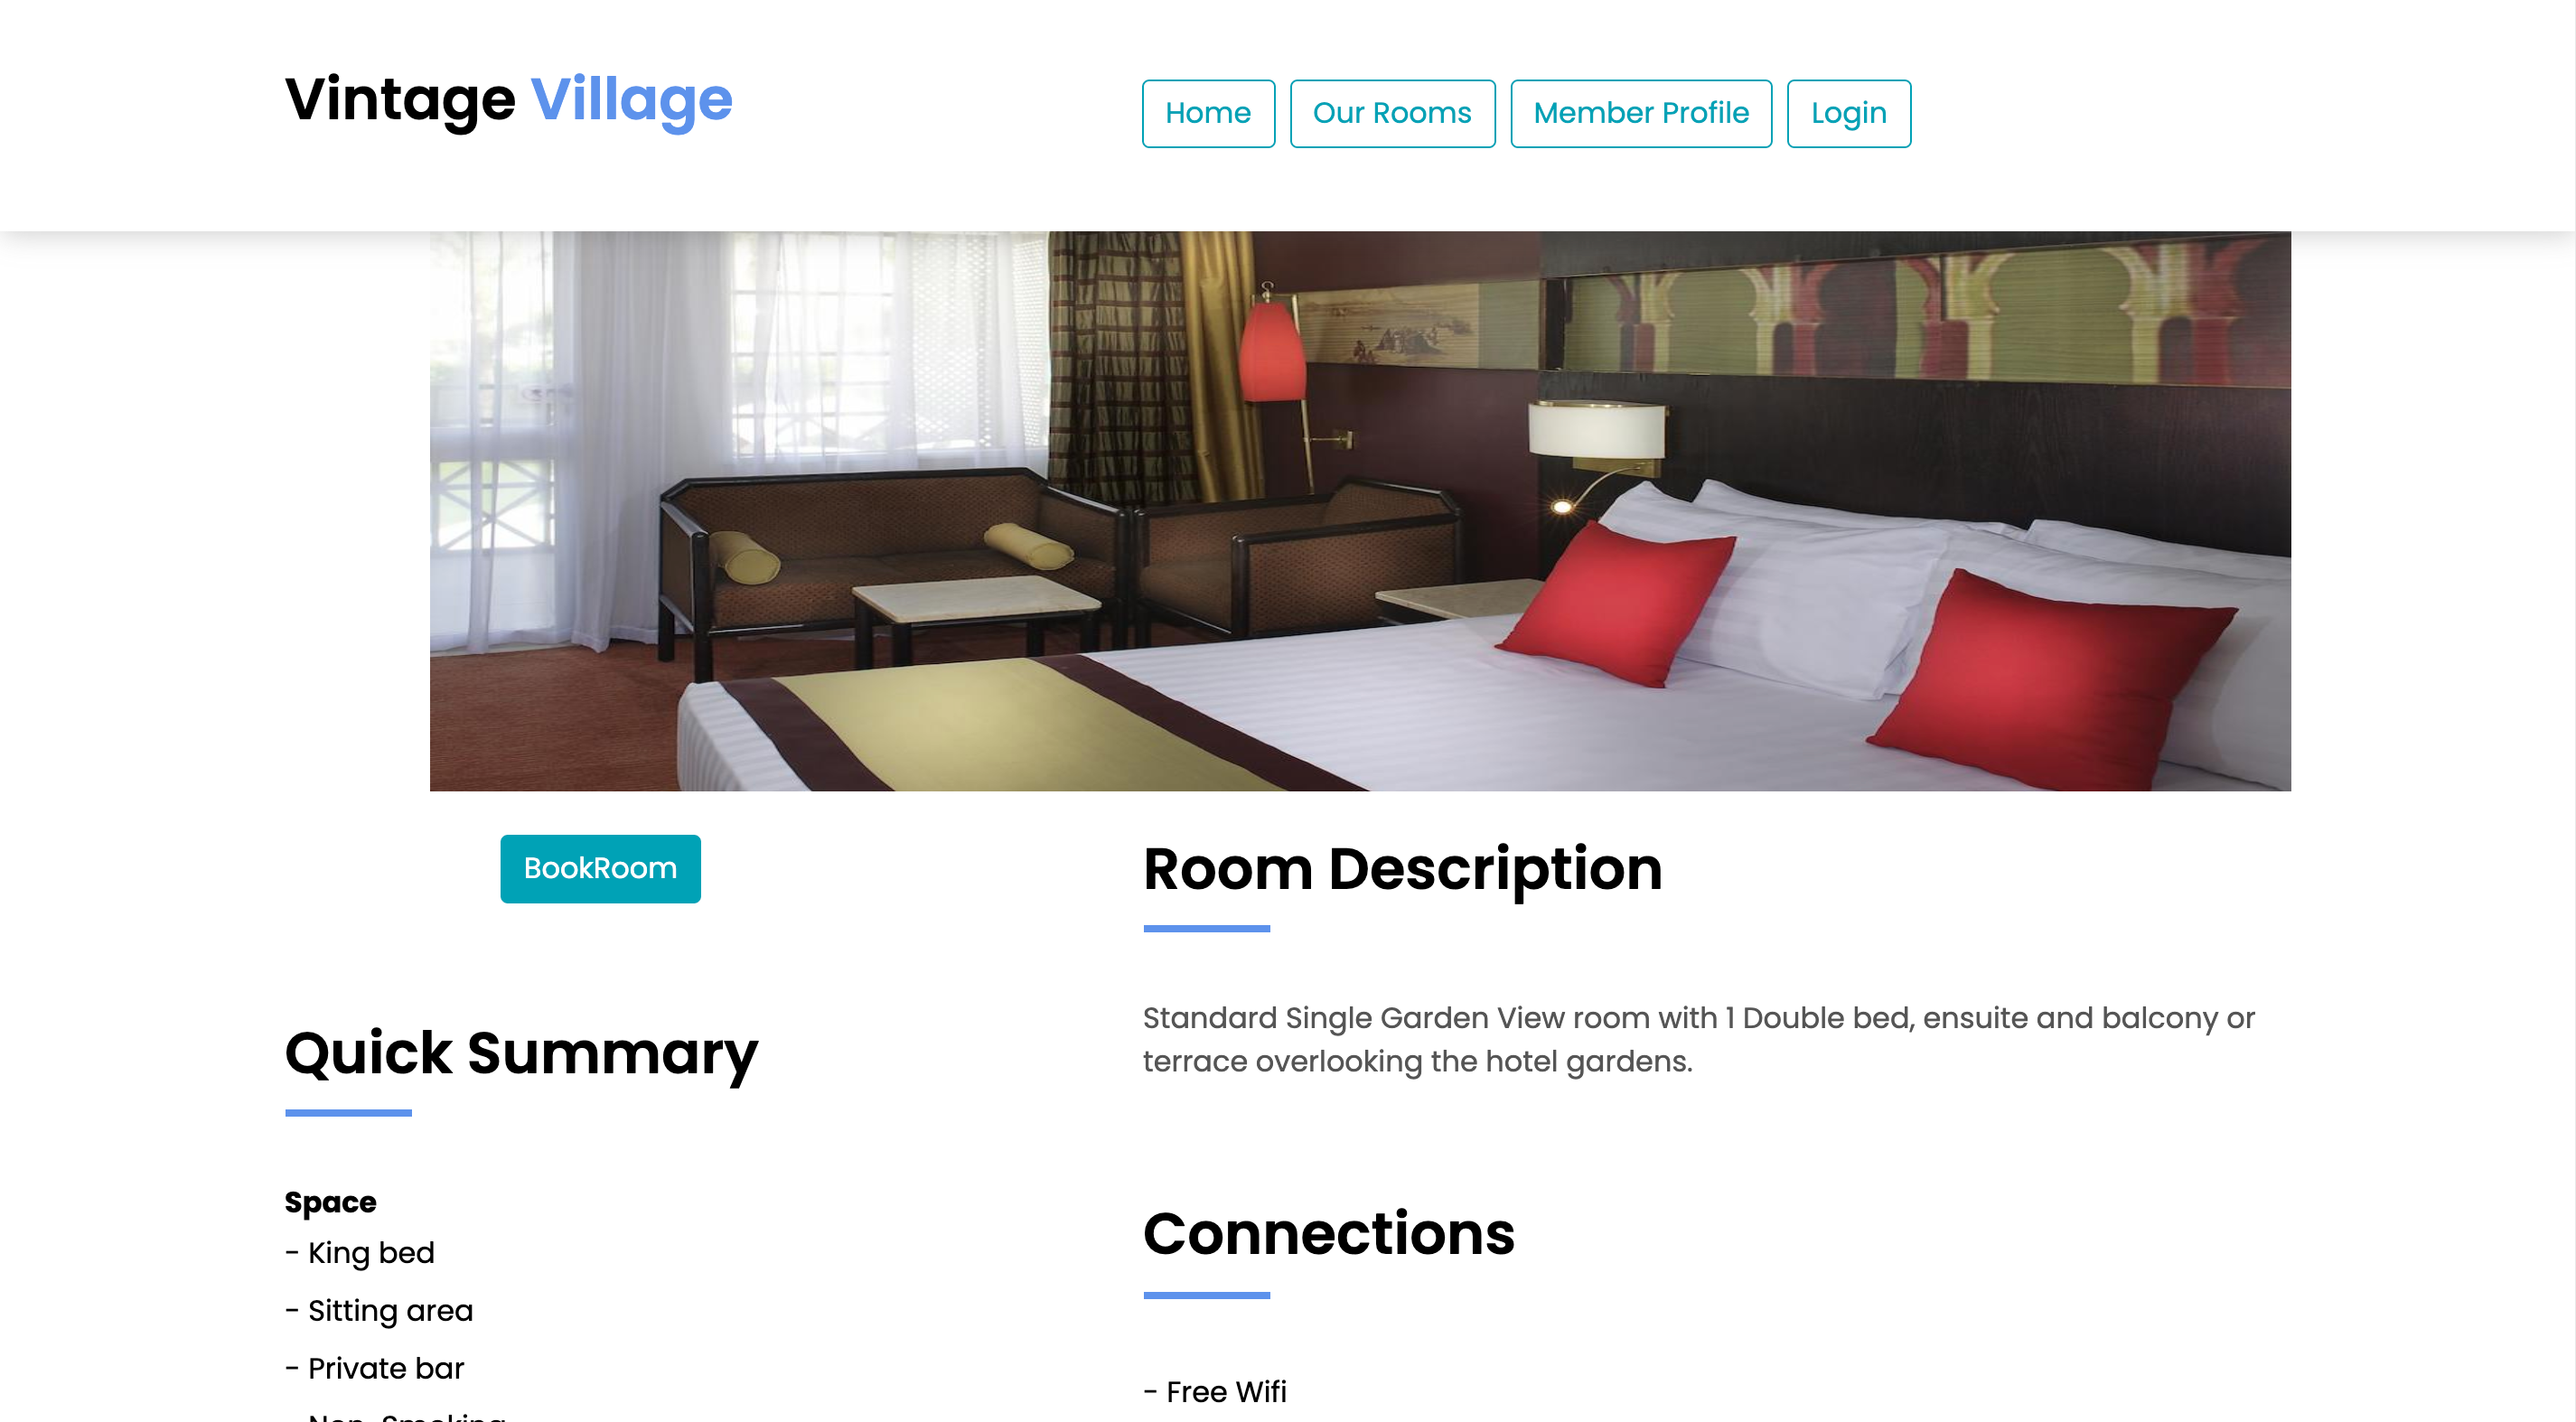 Vintage Village
Home
Our Rooms
Member Profile
Login
BookRoom
Quick Summary
Space
- King bed
- Sitting area
- Private bar
- Non-Smoking
Room Description
Standard Single Garden View room with 1 Double bed, ensuite and balcony or
terrace overlooking the hotel gardens.
Connections
- Free Wifi